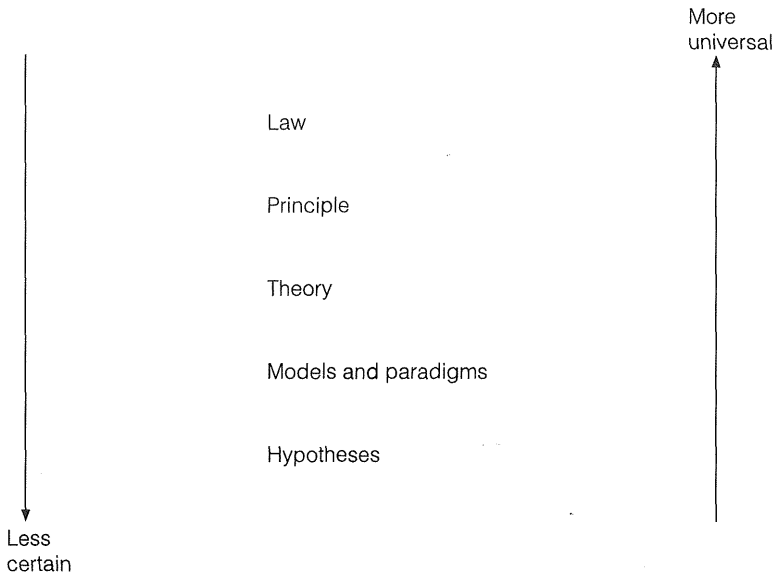 More
universal
Law
Principle
Theory
Models and paradigms
Hypotheses
Less
certain